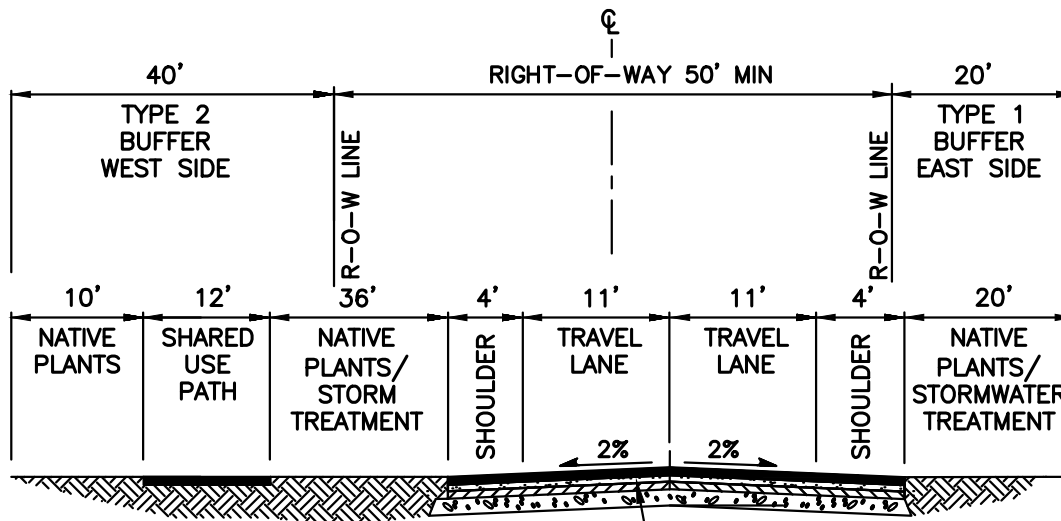 ℄
40'
RIGHT-OF-WAY 50' MIN
20'
TYPE 2
BUFFER
WEST SIDE
R-O-W LINE
R-O-W LINE
TYPE 1
BUFFER
EAST SIDE
10'
12'
36'
4'
11'
11'
4'
20'
NATIVE
PLANTS
SHARED
USE
PATH
NATIVE
PLANTS/
STORM
TREATMENT
SHOULDER
TRAVEL
LANE
TRAVEL
LANE
SHOULDER
NATIVE
PLANTS/
STORMWATER
TREATMENT
2%
2%